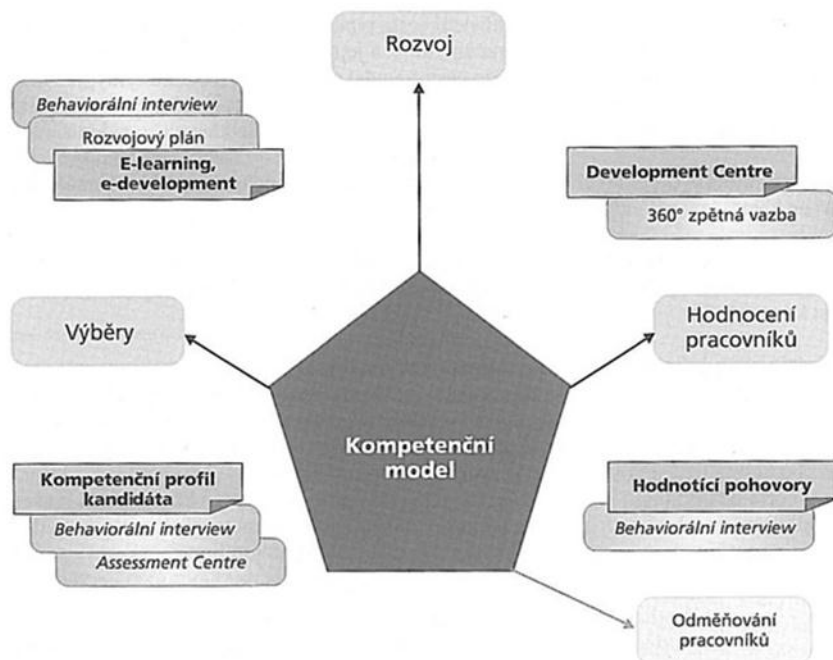 Rozvoj
Behaviorální interview
Rozvojový plán
E-learning,
e-development
Development Centre
360° zpětná vazba
Výběry
Hodnocení
pracovníků
Kompetenční
model
Kompetenční profil
kandidáta
Behaviorální interview
Assessment Centre
Hodnotící pohovory
Behaviorální interview
Odměňování
pracovníků